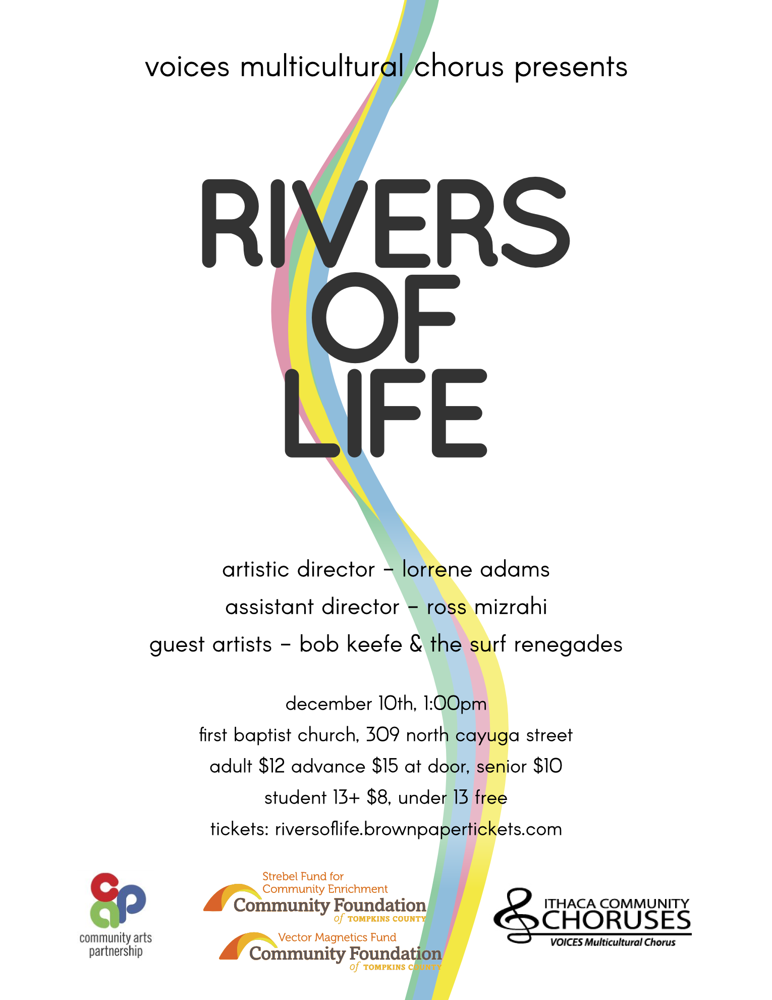 voices multicultural chorus presents
RIVERS
OF
LIFE
artistic director – lorrene adams
assistant director – ross mizrahi
guest artists – bob keefe & the surf renegades
december 10th, 1:00pm
first baptist church, 309 north cayuga street
adult $12 advance $15 at door, senior $10
student 13+ $8, under 13 free
tickets: riversoflife.brownpapertickets.com
cap
community arts
partnership
Strebel Fund for
Community Enrichment
Community Foundation
of TOMPKINS COUNTY
Vector Magnetics Fund
Community Foundation
of TOMPKINS COUNTY
ITHACA COMMUNITY
CHORUSES
VOICES Multicultural Chorus